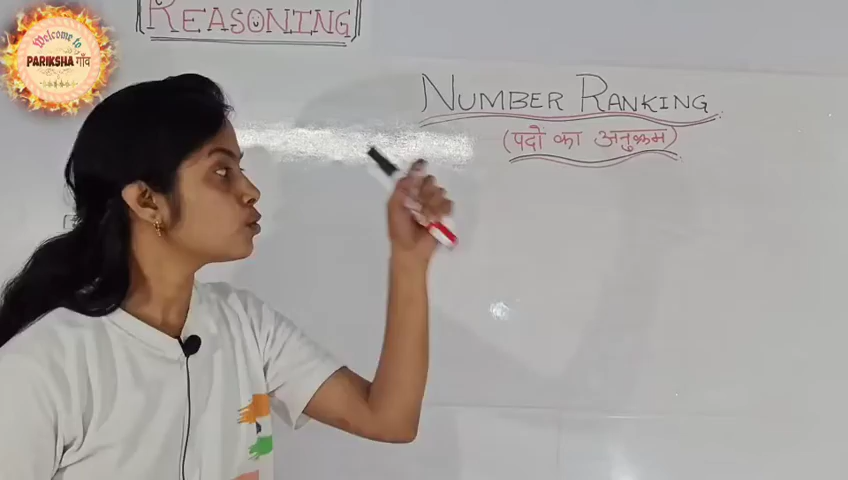 REASONING
Welcome to
PARIKSHA गाँव
NUMBER RANKING
(पदो का अनुक्रम)